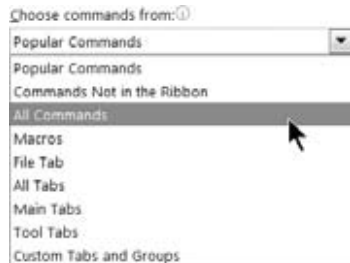 Choose commands from:
Popular Commands
Popular Commands
Commands Not in the Ribbon
All Commands
Macros
File Tab
All Tabs
Main Tabs
Tool Tabs
Custom Tabs and Groups